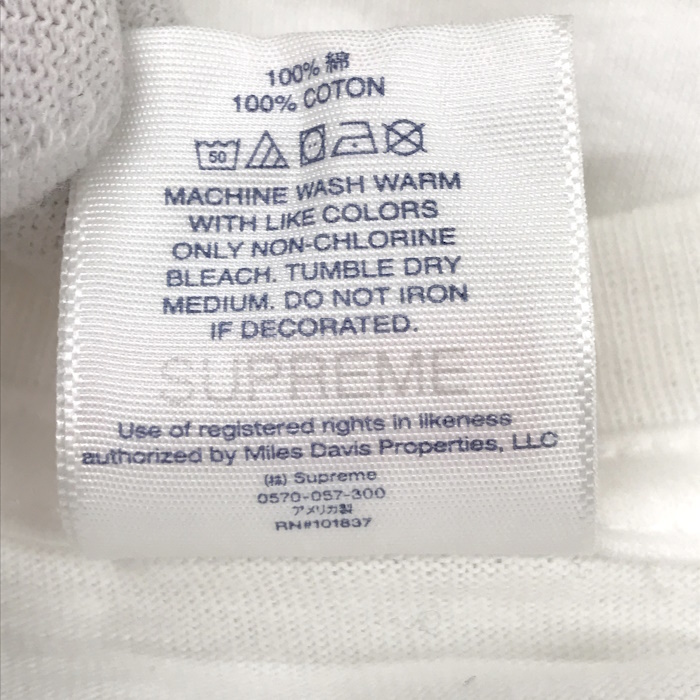 100% 綿
100% COTON
50
MACHINE WASH WARM
WITH LIKE COLORS
ONLY NON-CHLORINE
BLEACH. TUMBLE DRY
MEDIUM. DO NOT IRON
IF DECORATED.
SUPREME
Use of registered rights in likeness
authorized by Miles Davis Properties, LLC
(株) Supreme
0570-057-300
アメリカ製
RN#101837